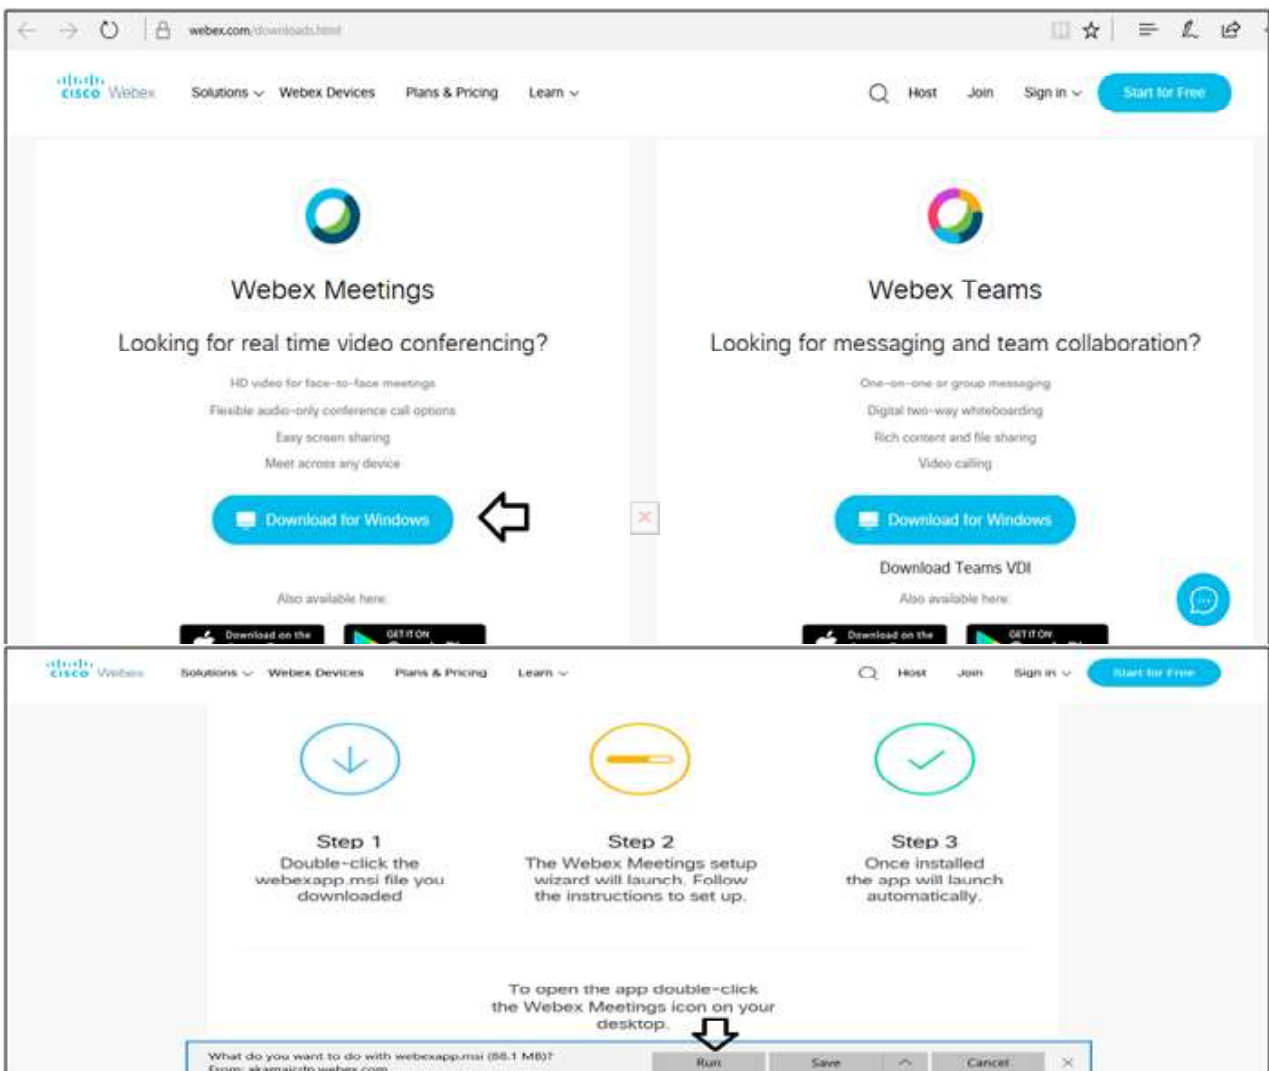 webex.com/downloads.html
cisco Webex Solutions Webex Devices Plans & Pricing Learn Host Join Sign in Start for Free
Webex Meetings
Looking for real time video conferencing?
HD video for face-to-face meetings
Flexible audio-only conference call options
Easy screen sharing
Meet across any device
Download for Windows
Also available here:
Download on the
GET IT ON
Webex Teams
Looking for messaging and team collaboration?
One-on-one or group messaging
Digital two-way whiteboarding
Rich content and file sharing
Video calling
Download for Windows
Download Teams VDI
Also available here:
Download on the
GET IT ON
cisco Webex Solutions Webex Devices Plans & Pricing Learn Host Join Sign in Start for Free
Step 1
Double-click the
webexapp.msi file you
downloaded
Step 2
The Webex Meetings setup
wizard will launch. Follow
the instructions to set up.
Step 3
Once installed
the app will launch
automatically.
To open the app double-click
the Webex Meetings icon on your
desktop.
What do you want to do with webexapp.msi (88.1 MB)?
From: akamaicdn.webex.com
Run Save Cancel